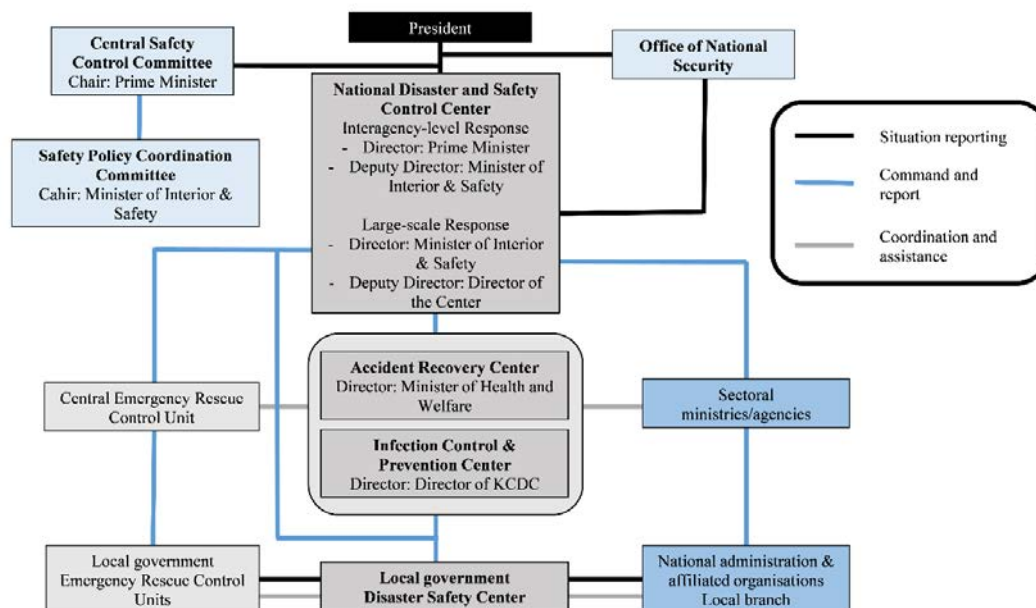 President
Central Safety
Control Committee
Chair: Prime Minister
Office of National
Security
National Disaster and Safety
Control Center
Interagency-level Response
- Director: Prime Minister
- Deputy Director: Minister of
Interior & Safety
Large-scale Response
- Director: Minister of Interior
& Safety
- Deputy Director: Director of
the Center
Safety Policy Coordination
Committee
Cahir: Minister of Interior &
Safety
Situation reporting
Command and
report
Coordination and
assistance
Accident Recovery Center
Director: Minister of Health and
Welfare
Infection Control &
Prevention Center
Director: Director of KCDC
Central Emergency Rescue
Control Unit
Sectoral
ministries/agencies
Local government
Emergency Rescue Control
Units
Local government
Disaster Safety Center
National administration &
affiliated organisations
Local branch